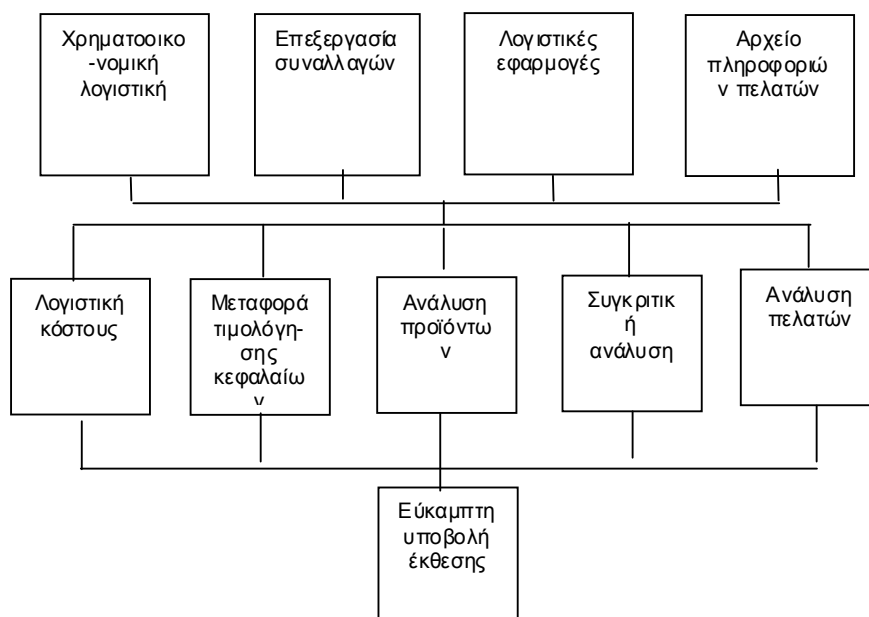 Χρηματοοικο
-νομική
λογιστική
Επεξεργασία
συναλλαγών
Λογιστικές
εφαρμογές
Αρχείο
πληροφοριώ
ν πελατών
Λογιστική
κόστους
Μεταφορά
τιμολόγη-
σης
κεφαλαίω
ν
Ανάλυση
προϊόντω
ν
Συγκριτικ
ή
ανάλυση
Ανάλυση
πελατών
Εύκαμπτη
υποβολή
έκθεσης